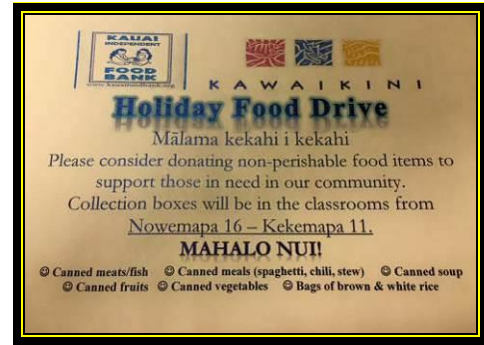 KAUAI
INDEPENDENT
FOOD
BANK
www.kauaifoodbank.org
KAWAIKINI
Holiday Food Drive
Mālama kekahi i kekahi
Please consider donating non-perishable food items to
support those in need in our community.
Collection boxes will be in the classrooms from
Nowemapa 16 – Kekemapa 11.
MAHALO NUI!
☺ Canned meats/fish ☺ Canned meals (spaghetti, chili, stew) ☺ Canned soup
☺ Canned fruits ☺ Canned vegetables ☺ Bags of brown & white rice